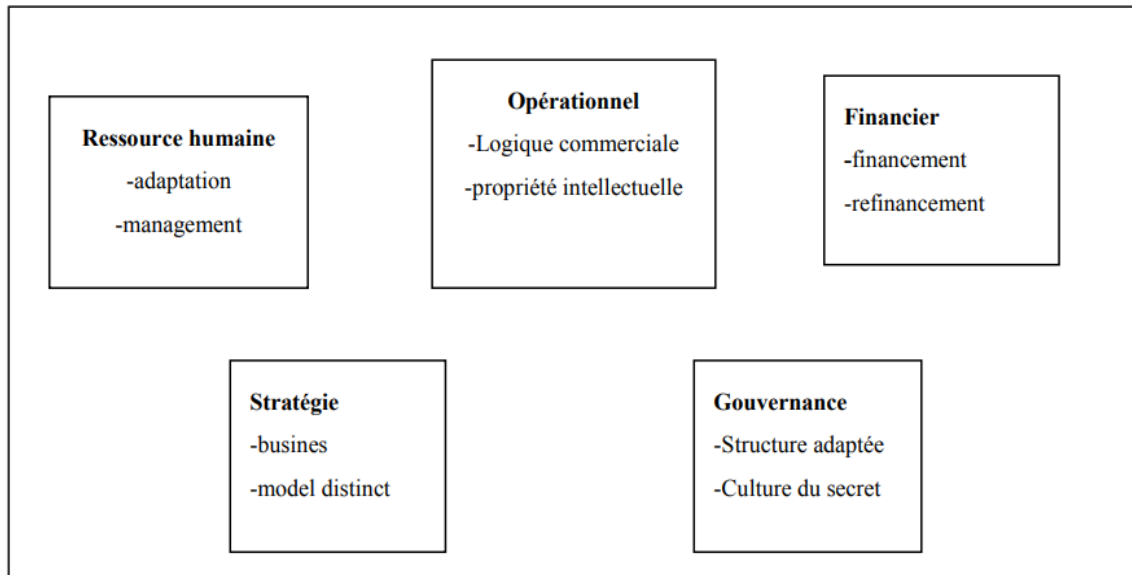 Ressource humaine
-adaptation
-management
Opérationnel
-Logique commerciale
-propriété intellectuelle
Financier
-financement
-refinancement
Stratégie
-busines
-model distinct
Gouvernance
-Structure adaptée
-Culture du secret